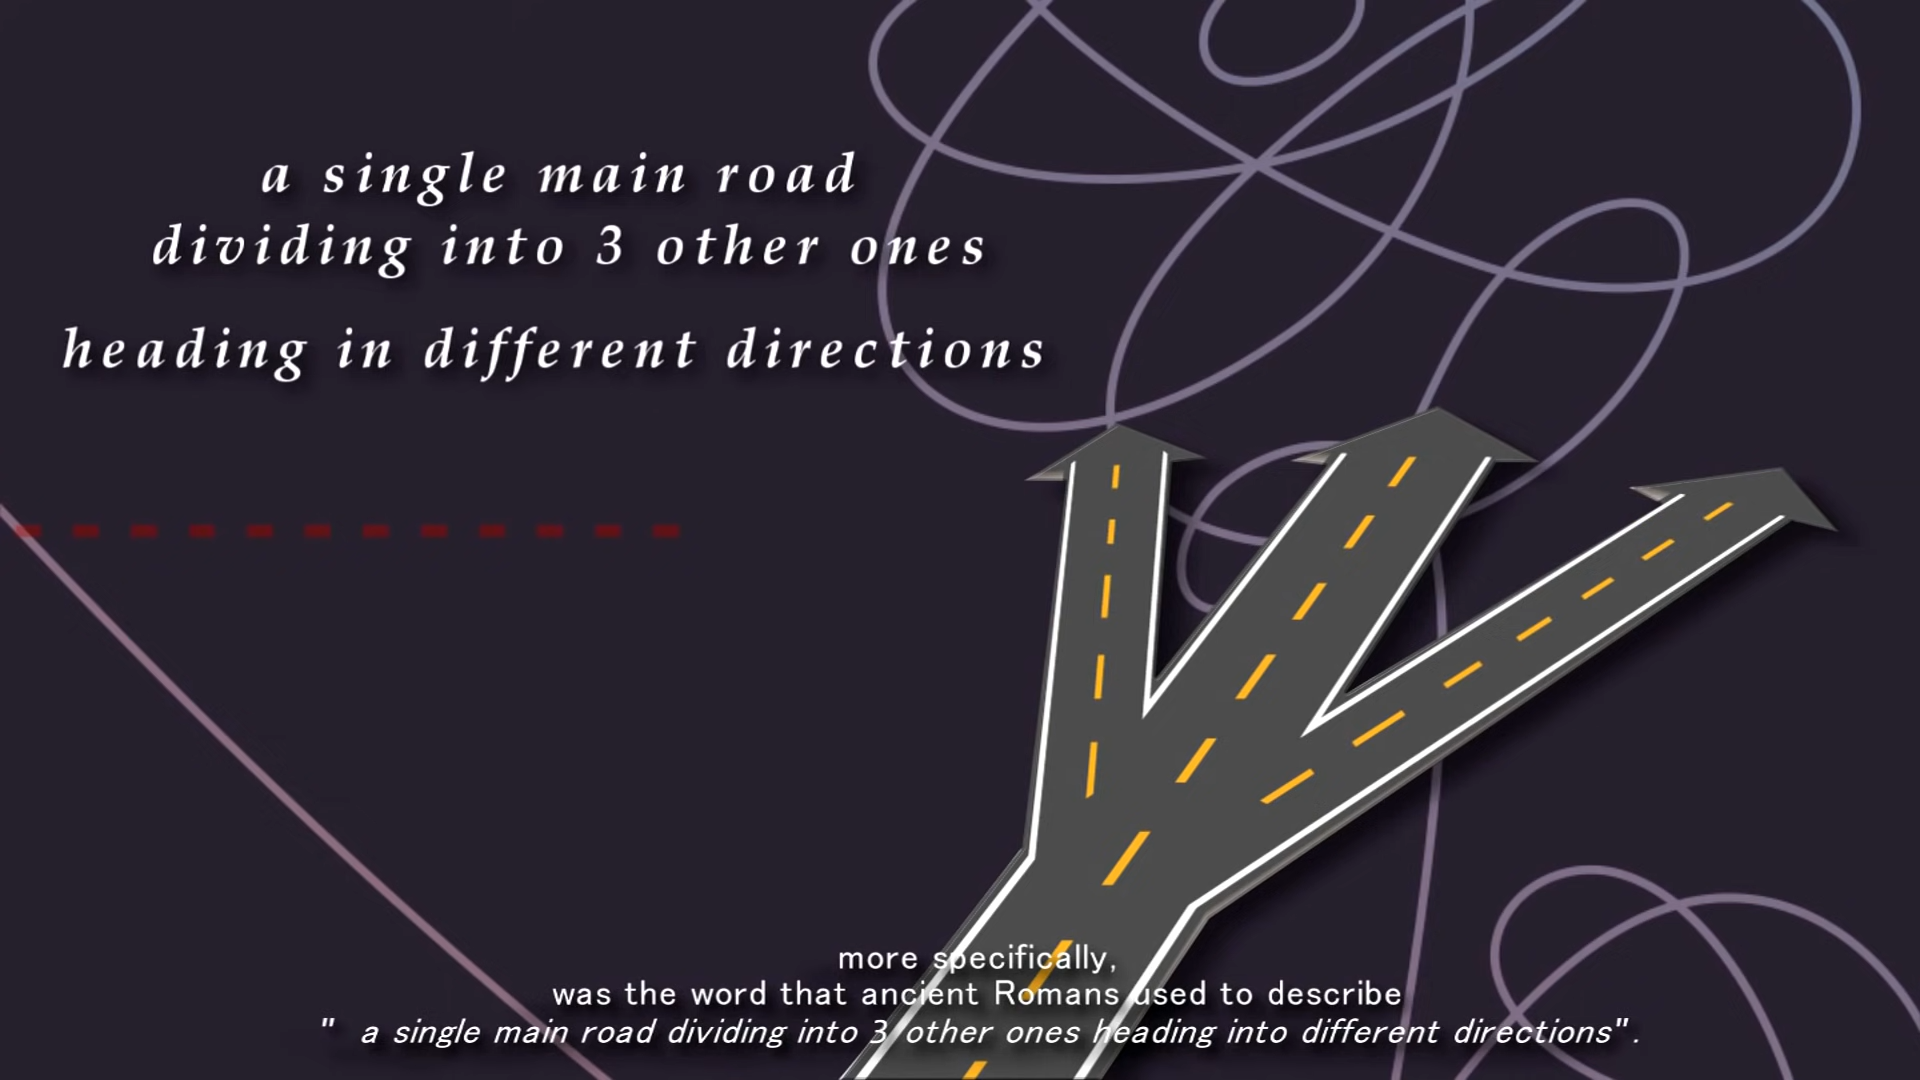 a single main road
dividing into 3 other ones
heading in different directions
more specifically,
was the word that ancient Romans used to describe
" a single main road dividing into 3 other ones heading into different directions".